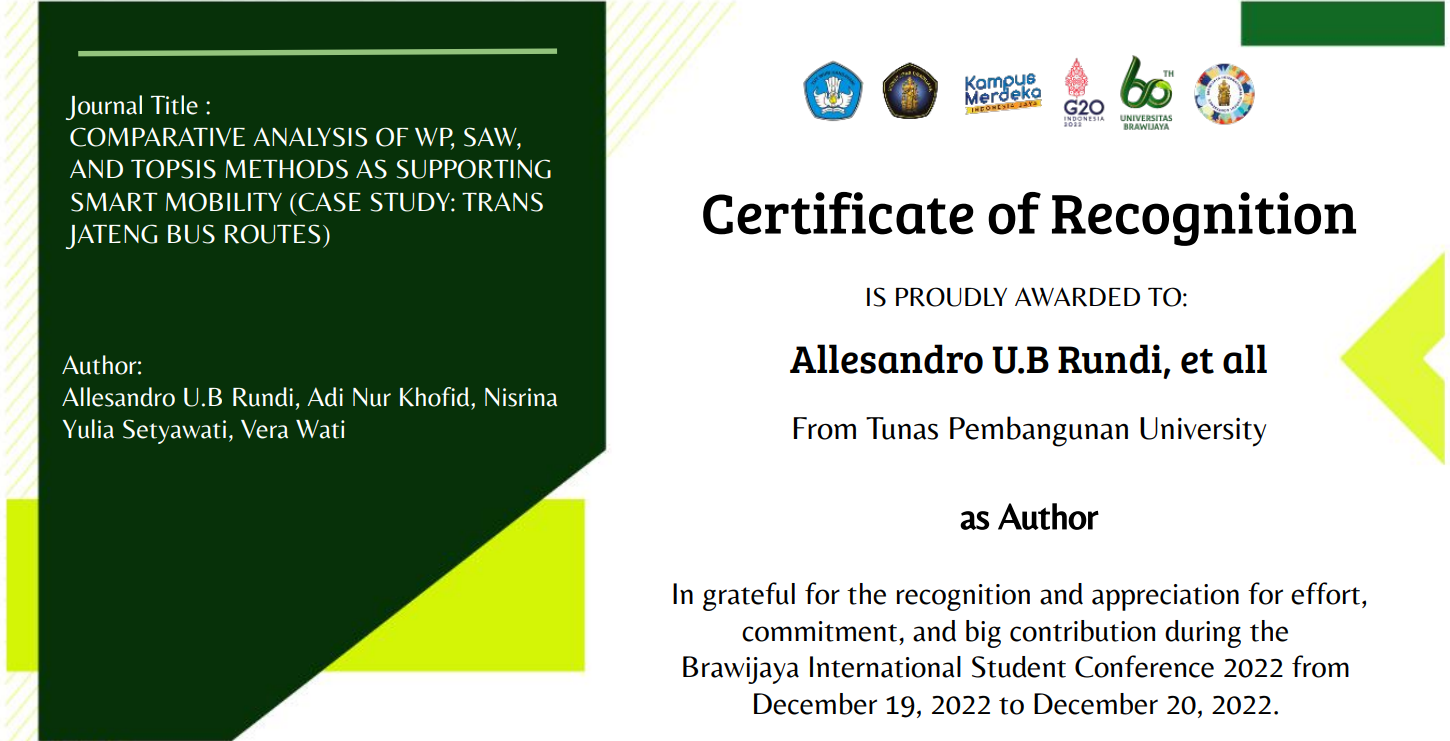 Journal Title :
COMPARATIVE ANALYSIS OF WP, SAW,
AND TOPSIS METHODS AS SUPPORTING
SMART MOBILITY (CASE STUDY: TRANS
JATENG BUS ROUTES)
Author:
Allesandro U.B Rundi, Adi Nur Khofid, Nisrina
Yulia Setyawati, Vera Wati
Kampus
Merdeka
INDONESIA JAYA
G20
INDONESIA
2022
60TH
UNIVERSITAS
BRAWIJAYA
Certificate of Recognition
IS PROUDLY AWARDED TO:
Allesandro U.B Rundi, et all
From Tunas Pembangunan University
as Author
In grateful for the recognition and appreciation for effort,
commitment, and big contribution during the
Brawijaya International Student Conference 2022 from
December 19, 2022 to December 20, 2022.